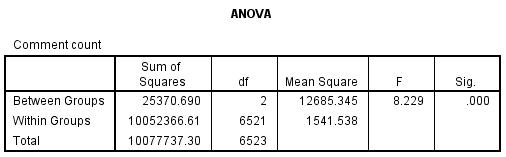 ANOVA
Comment count
Sum of Squares df Mean Square F Sig.
Between Groups 25370.690 2 12685.345 8.229 .000
Within Groups 10052366.61 6521 1541.538
Total 10077737.30 6523